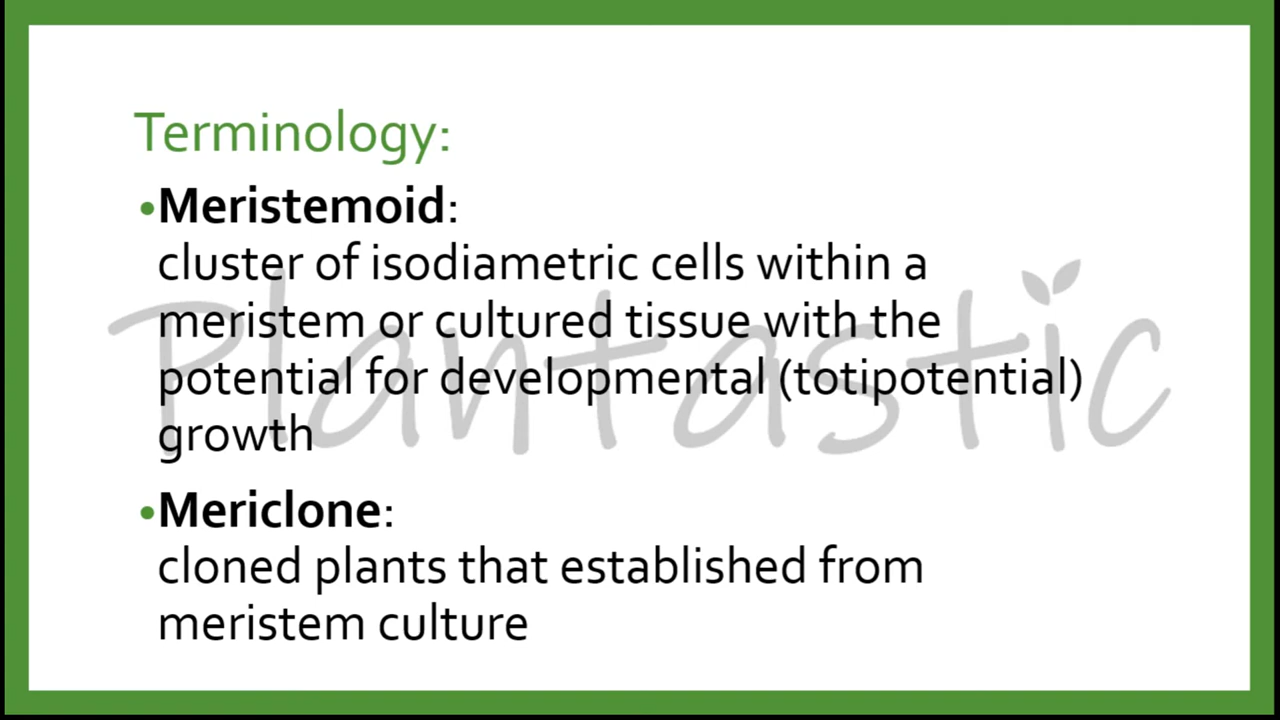 Terminology:
•Meristemoid:
cluster of isodiametric cells within a
meristem or cultured tissue with the
potential for developmental (totipotential)
growth
Plantastic
•Mericlone:
cloned plants that established from
meristem culture